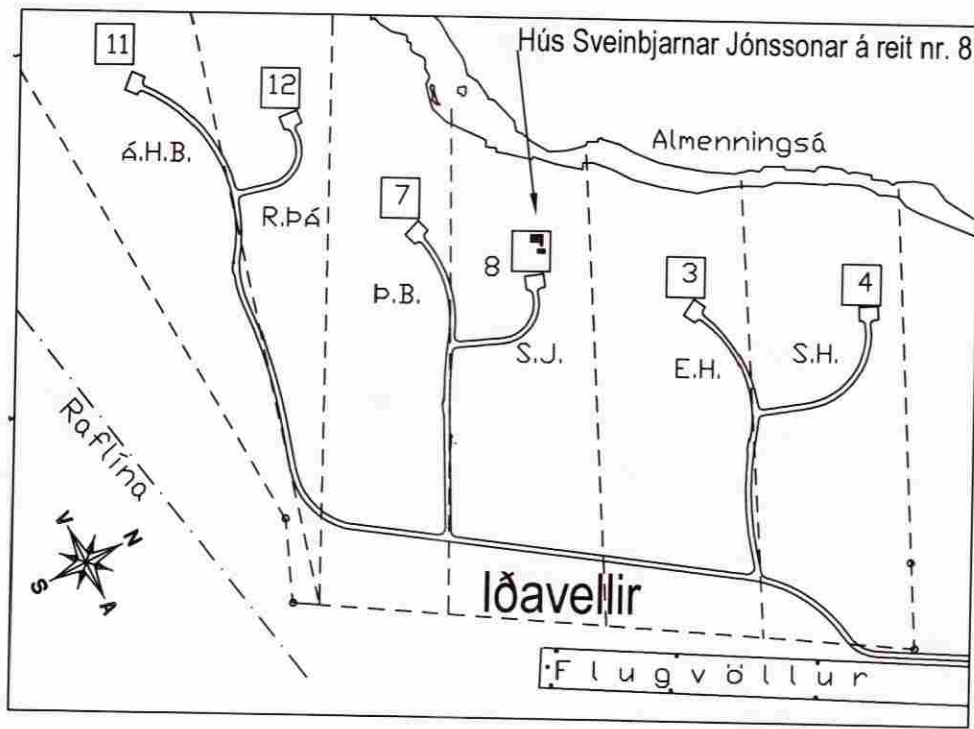 Hús Sveinbjarnar Jónssonar á reit nr. 8
11
12
Almenningsá
Á.H.B.
R.ÞÁ
7
8
3
4
Þ.B.
S.J.
E.H.
S.H.
Raflína
V
N
S
A
Iðavellir
Flugvöllur